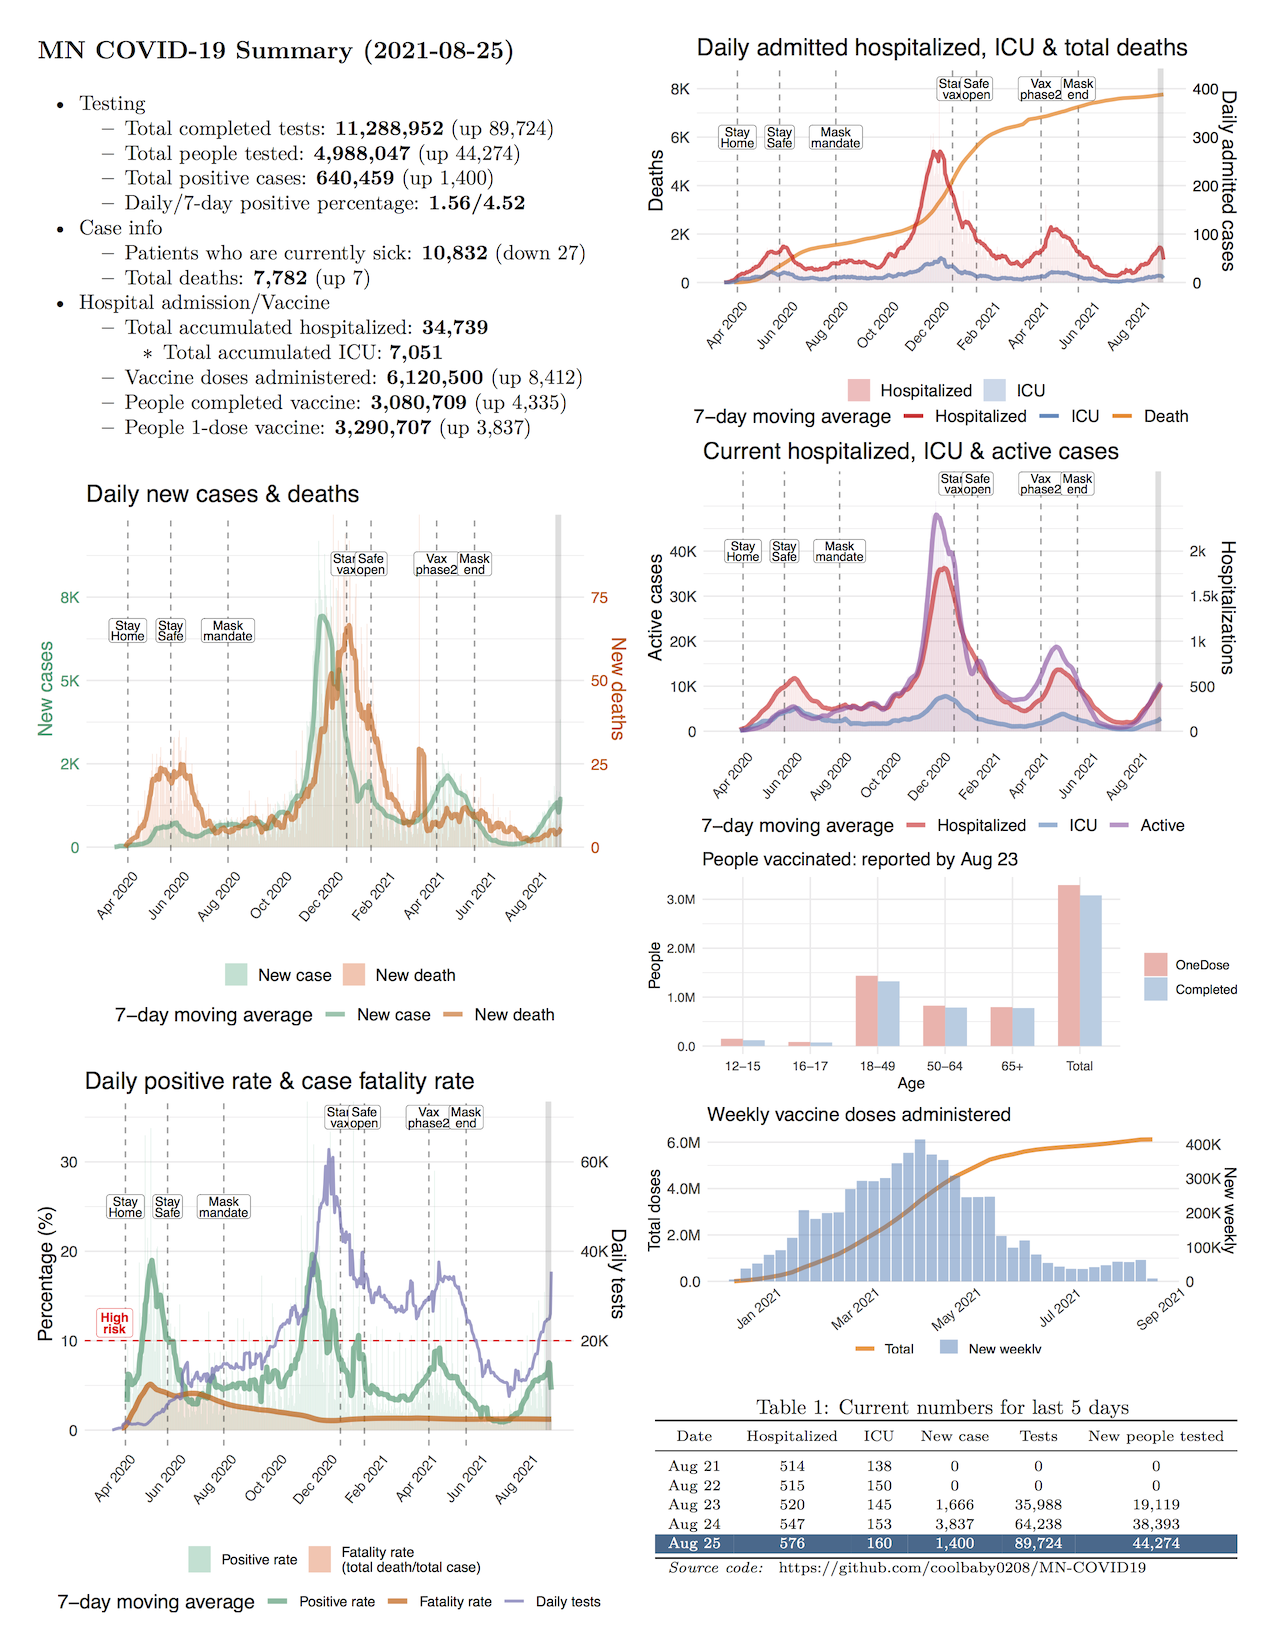 MN COVID-19 Summary (2021-08-25)
• Testing
– Total completed tests: 11,288,952 (up 89,724)
– Total people tested: 4,988,047 (up 44,274)
– Total positive cases: 640,459 (up 1,400)
– Daily/7-day positive percentage: 1.56/4.52
• Case info
– Patients who are currently sick: 10,832 (down 27)
– Total deaths: 7,782 (up 7)
• Hospital admission/Vaccine
– Total accumulated hospitalized: 34,739
∗ Total accumulated ICU: 7,051
– Vaccine doses administered: 6,120,500 (up 8,412)
– People completed vaccine: 3,080,709 (up 4,335)
– People 1-dose vaccine: 3,290,707 (up 3,837)
Daily new cases & deaths
Star Safe Vax Mask
vax open phase2 end
8K 75
Stay Stay Mask
Home Safe mandate
New cases
New deaths
5K 50
2K 25
0 0
Apr 2020 Jun 2020 Aug 2020 Oct 2020 Dec 2020 Feb 2021 Apr 2021 Jun 2021 Aug 2021
New case New death
7−day moving average New case New death
Daily positive rate & case fatality rate
Star Safe Vax Mask
vax open phase2 end
30 60K
Stay Stay Mask
Home Safe mandate
Percentage (%)
Daily tests
20 40K
High
risk
10 20K
0
Apr 2020 Jun 2020 Aug 2020 Oct 2020 Dec 2020 Feb 2021 Apr 2021 Jun 2021 Aug 2021
Positive rate Fatality rate
(total death/total case)
7−day moving average Positive rate Fatality rate Daily tests
Daily admitted hospitalized, ICU & total deaths
Star Safe Vax Mask
vax open phase2 end
8K 400
Stay Stay Mask
Home Safe mandate
6K 300
Deaths
Daily admitted cases
4K 200
2K 100
0 0
Apr 2020 Jun 2020 Aug 2020 Oct 2020 Dec 2020 Feb 2021 Apr 2021 Jun 2021 Aug 2021
Hospitalized ICU
7−day moving average Hospitalized ICU Death
Current hospitalized, ICU & active cases
Star Safe Vax Mask
vax open phase2 end
Stay Stay Mask
Home Safe mandate
40K 2k
Active cases
Hospitalizations
30K 1.5k
20K 1k
10K 500
0 0
Apr 2020 Jun 2020 Aug 2020 Oct 2020 Dec 2020 Feb 2021 Apr 2021 Jun 2021 Aug 2021
7−day moving average Hospitalized ICU Active
People vaccinated: reported by Aug 23
3.0M
People
2.0M
OneDose
Completed
1.0M
0.0
12−15 16−17 18−49 50−64 65+ Total
Age
Weekly vaccine doses administered
6.0M 400K
Total doses
New weekly
300K
4.0M
200K
2.0M
100K
0.0 0
Jan 2021 Mar 2021 May 2021 Jul 2021 Sep 2021
Total New weekly
Table 1: Current numbers for last 5 days
Date Hospitalized ICU New case Tests New people tested
Aug 21 514 138 0 0 0
Aug 22 515 150 0 0 0
Aug 23 520 145 1,666 35,988 19,119
Aug 24 547 153 3,837 64,238 38,393
Aug 25 576 160 1,400 89,724 44,274
Source code: https://github.com/coolbaby0208/MN-COVID19